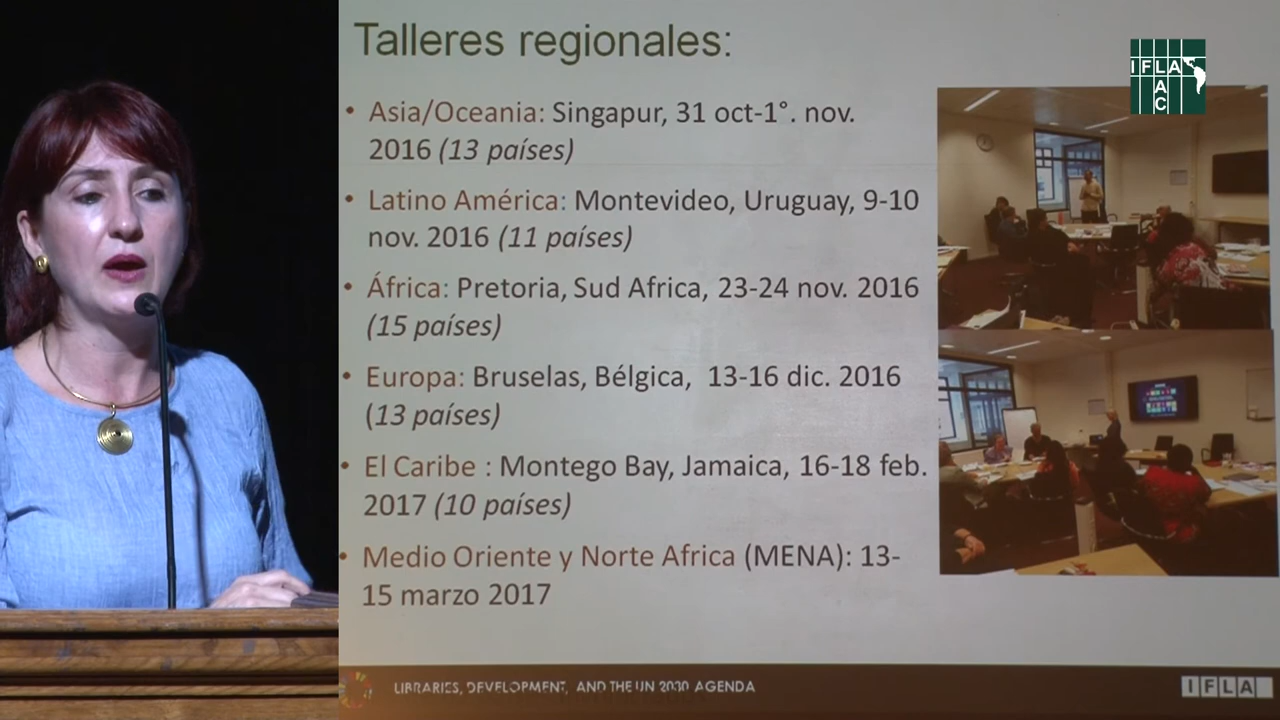 Talleres regionales:
IFLA
A
C
• Asia/Oceania: Singapur, 31 oct-1°. nov.
2016 (13 países)
• Latino América: Montevideo, Uruguay, 9-10
nov. 2016 (11 países)
• África: Pretoria, Sud Africa, 23-24 nov. 2016
(15 países)
• Europa: Bruselas, Bélgica, 13-16 dic. 2016
(13 países)
• El Caribe : Montego Bay, Jamaica, 16-18 feb.
2017 (10 países)
• Medio Oriente y Norte Africa (MENA): 13-
15 marzo 2017
LIBRARIES, DEVELOPMENT, AND THE UN 2030 AGENDA
IFLA